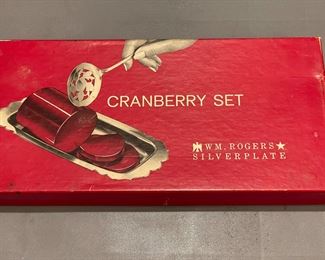 CRANBERRY SET
WM. ROGERS★
SILVERPLATE